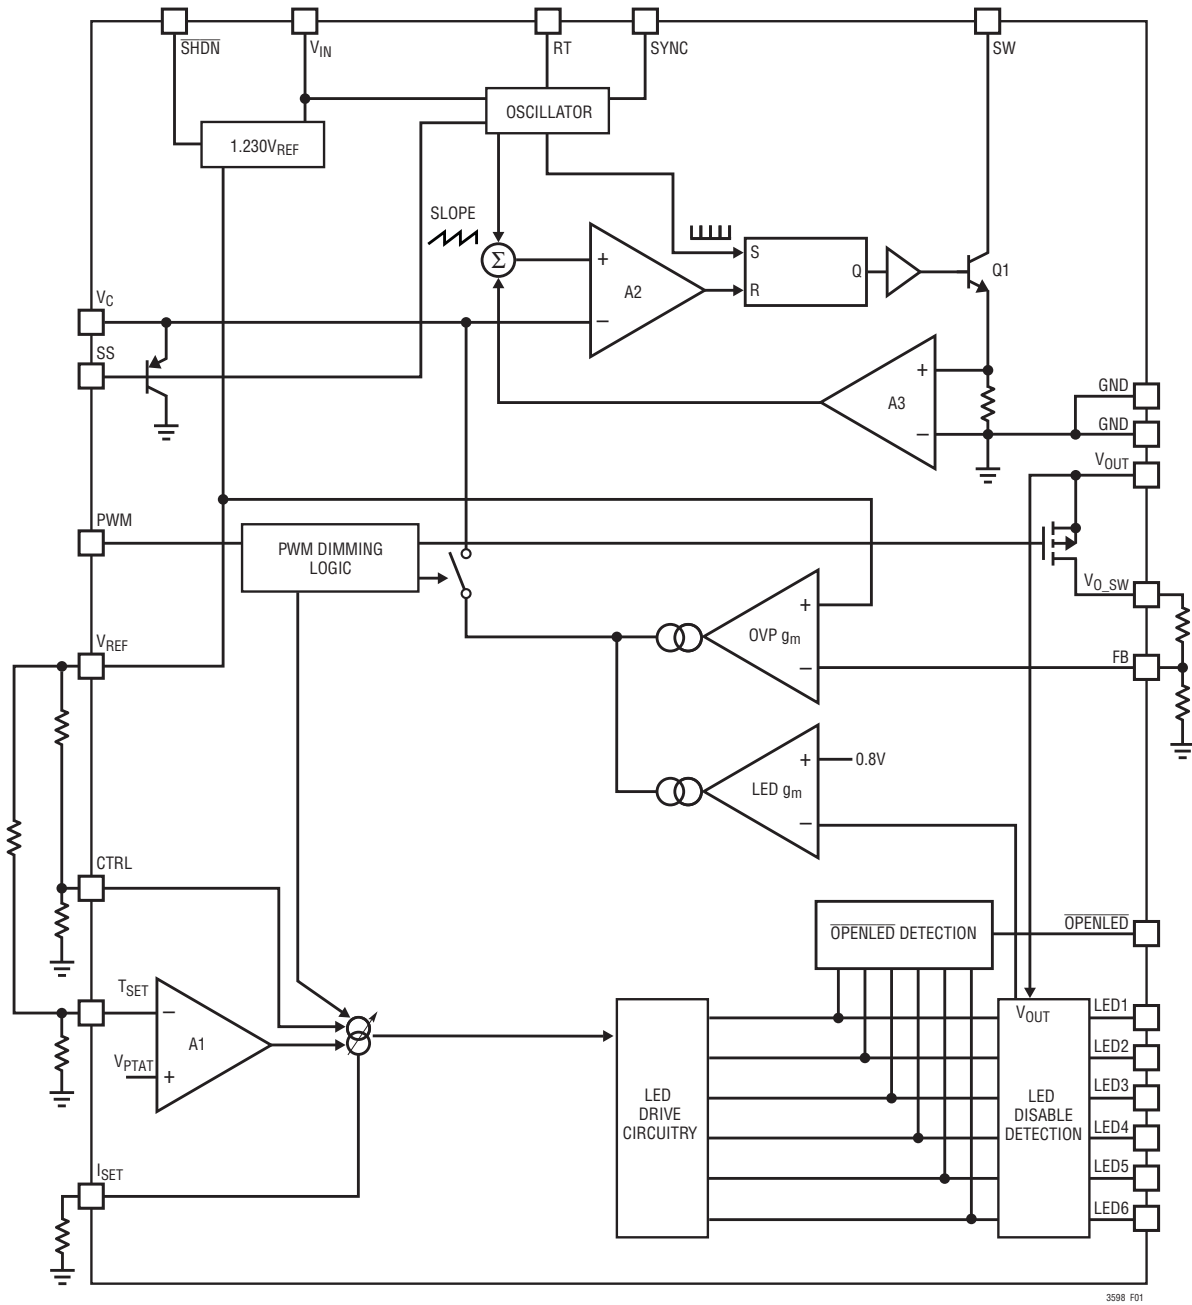 SHDN
VIN
RT
SYNC
SW
OSCILLATOR
1.230VREF
SLOPE
Σ
+
A2
−
S
R
Q
Q1
VC
SS
+
A3
−
GND
GND
VOUT
PWM
PWM DIMMING
LOGIC
VO_SW
+
OVP gm
−
FB
VREF
+
0.8V
LED gm
−
CTRL
OPENLED DETECTION
OPENLED
TSET
−
A1
VPTAT
+
ISET
LED
DRIVE
CIRCUITRY
VOUT
LED
DISABLE
DETECTION
LED1
LED2
LED3
LED4
LED5
LED6
3598 F01